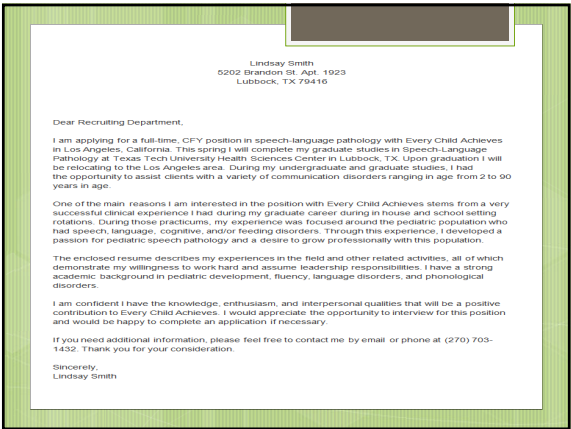 Lindsay Smith
5202 Brandon St. Apt. 1923
Lubbock, TX 79416
Dear Recruiting Department,
I am applying for a full-time, CFY position in speech-language pathology with Every Child Achieves
in Los Angeles, California. This spring I will complete my graduate studies in Speech-Language
Pathology at Texas Tech University Health Sciences Center in Lubbock, TX. Upon graduation I will
be relocating to the Los Angeles area. During my undergraduate and graduate studies, I had
the opportunity to assist clients with a variety of communication disorders ranging in age from 2 to 90
years in age.
One of the main reasons I am interested in the position with Every Child Achieves stems from a very
successful clinical experience I had during my graduate career during in house and school setting
rotations. During those practicums, my experience was focused around the pediatric population who
had speech, language, cognitive, and/or feeding disorders. Through this experience, I developed a
passion for pediatric speech pathology and a desire to grow professionally with this population.
The enclosed resume describes my experiences in the field and other related activities, all of which
demonstrate my willingness to work hard and assume leadership responsibilities. I have a strong
academic background in pediatric development, fluency, language disorders, and phonological
disorders.
I am confident I have the knowledge, enthusiasm, and interpersonal qualities that will be a positive
contribution to Every Child Achieves. I would appreciate the opportunity to interview for this position
and would be happy to complete an application if necessary.
If you need additional information, please feel free to contact me by email or phone at (270) 703-
1432. Thank you for your consideration.
Sincerely,
Lindsay Smith